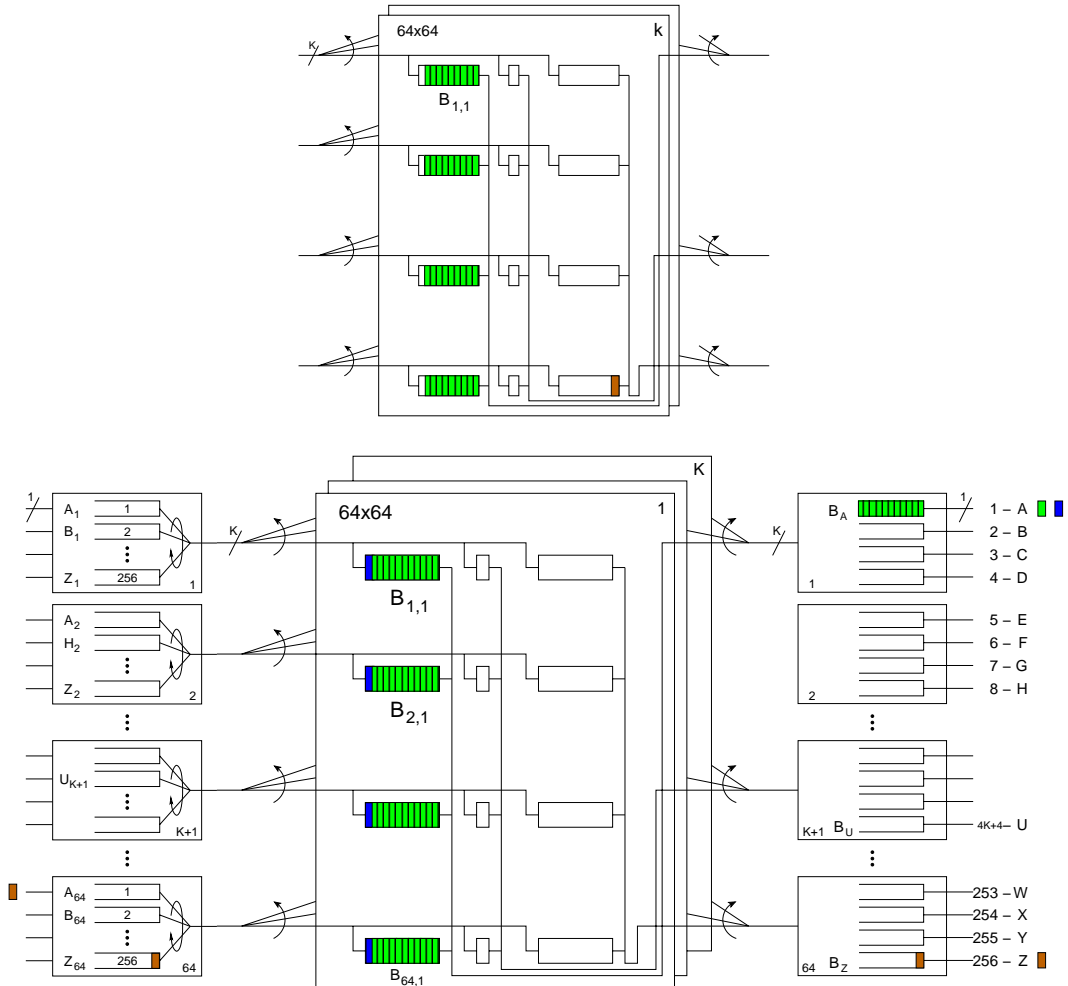 64x64 k
K
B1,1
K
64x64 1
1 K K 1
A1 1 BA 1 – A
B1 2 2 – B
3 – C
Z1 256 4 – D
1 1
B1,1
A2 5 – E
H2 6 – F
7 – G
Z2 8 – H
2 2
B2,1
UK+1
BU 4K+4 – U
K+1 K+1
A64 1 253 – W
B64 2 254 – X
255 – Y
Z64 256 BZ 256 – Z
64 64
B64,1